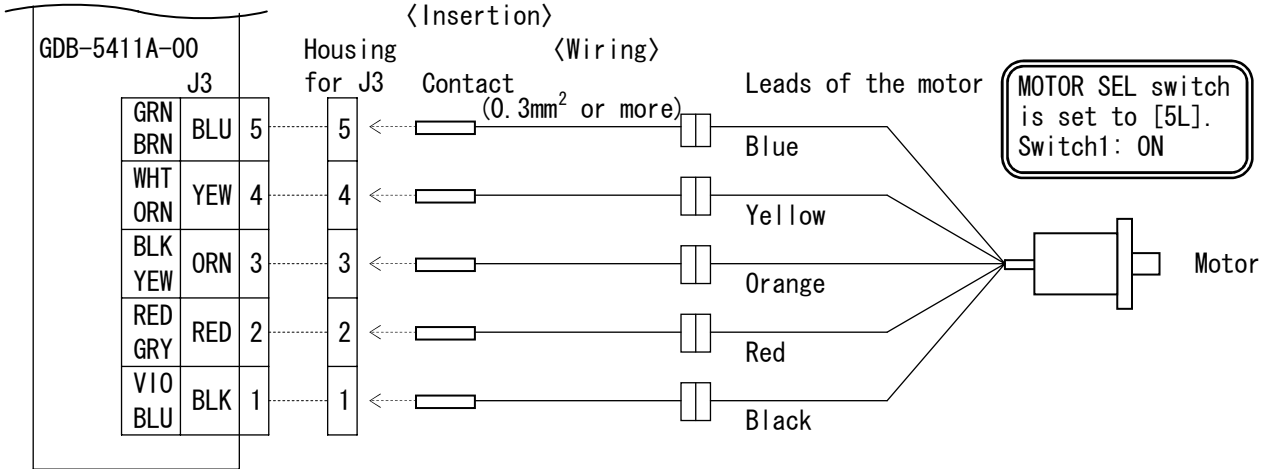 〈Insertion〉
GDB-5411A-00
Housing for J3
〈Wiring〉
J3
Contact
(0.3mm² or more)
Leads of the motor
MOTOR SEL switch
is set to [5L].
Switch1: ON
GRN
BRN
BLU 5
5
Blue
WHT
ORN
YEW 4
4
Yellow
BLK
YEW
ORN 3
3
Orange
Motor
RED
GRY
RED 2
2
Red
VIO
BLU
BLK 1
1
Black